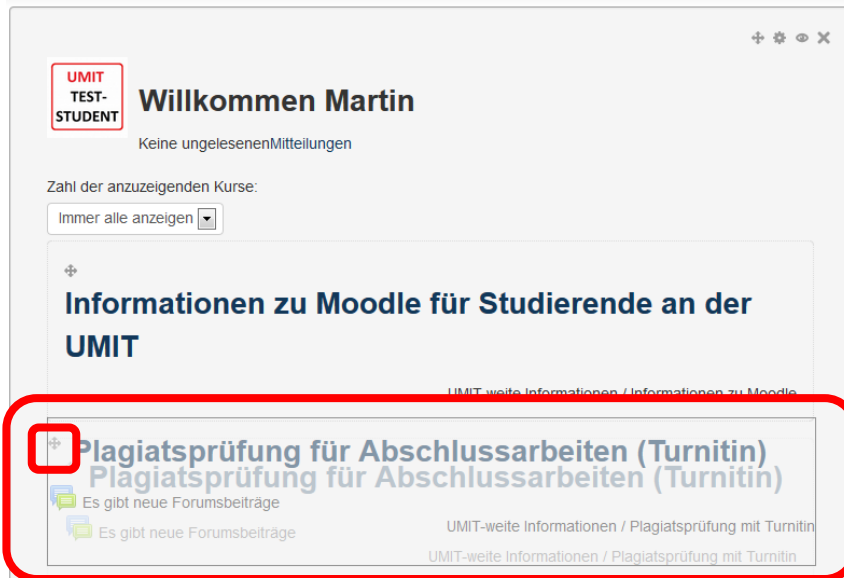 UMIT
TEST-
STUDENT
Willkommen Martin
Keine ungelesenenMitteilungen
Zahl der anzuzeigenden Kurse:
Immer alle anzeigen
Informationen zu Moodle für Studierende an der
UMIT
UMIT-weite Informationen / Informationen zu Moodle
Plagiatsprüfung für Abschlussarbeiten (Turnitin)
Plagiatsprüfung für Abschlussarbeiten (Turnitin)
Es gibt neue Forumsbeiträge
UMIT-weite Informationen / Plagiatsprüfung mit Turnitin
Es gibt neue Forumsbeiträge
UMIT-weite Informationen / Plagiatsprüfung mit Turnitin